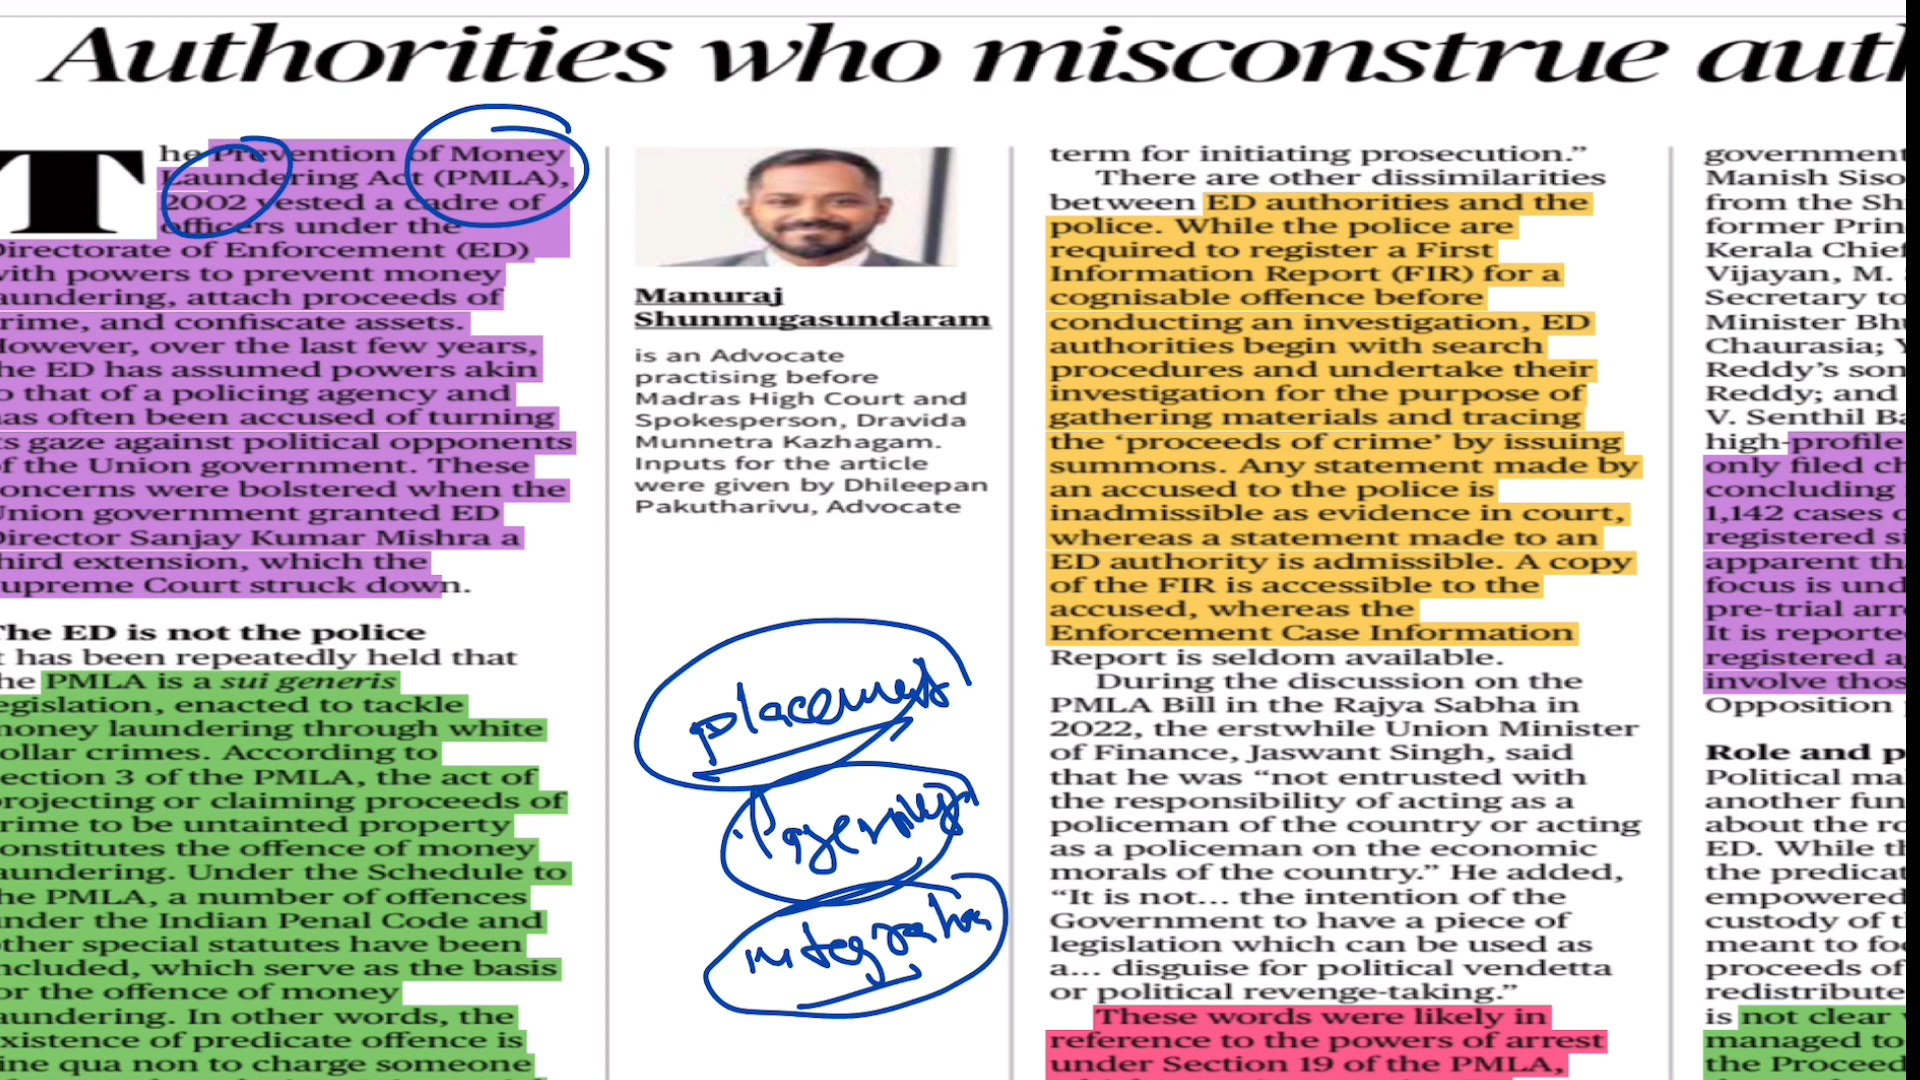 Authorities who misconstrue
The Prevention of Money
Laundering Act (PMLA),
2002 vested a cadre of
officers under the
Directorate of Enforcement (ED)
with powers to prevent money
laundering, attach proceeds of
crime, and confiscate assets.
However, over the last few years,
the ED has assumed powers akin
to that of a policing agency and
has often been accused of turning
its gaze against political opponents
of the Union government. These
concerns were bolstered when the
Union government granted ED
Director Sanjay Kumar Mishra a
third extension, which the
Supreme Court struck down.
The ED is not the police
It has been repeatedly held that
the PMLA is a sui generis
legislation, enacted to tackle
money laundering through white
collar crimes. According to
Section 3 of the PMLA, the act of
projecting or claiming proceeds of
crime to be untainted property
constitutes the offence of money
laundering. Under the Schedule to
the PMLA, a number of offences
under the Indian Penal Code and
other special statutes have been
included, which serve as the basis
for the offence of money
laundering. In other words, the
existence of predicate offence is
sine qua non to charge someone
Manuraj
Shunmugasundaram
is an Advocate
practising before
Madras High Court and
Spokesperson, Dravida
Munnetra Kazhagam.
Inputs for the article
were given by Dhileepan
Pakutharivu, Advocate
placement
layering
integration
term for initiating prosecution.”
There are other dissimilarities
between ED authorities and the
police. While the police are
required to register a First
Information Report (FIR) for a
cognisable offence before
conducting an investigation, ED
authorities begin with search
procedures and undertake their
investigation for the purpose of
gathering materials and tracing
the ‘proceeds of crime’ by issuing
summons. Any statement made by
an accused to the police is
inadmissible as evidence in court,
whereas a statement made to an
ED authority is admissible. A copy
of the FIR is accessible to the
accused, whereas the
Enforcement Case Information
Report is seldom available.
During the discussion on the
PMLA Bill in the Rajya Sabha in
2022, the erstwhile Union Minister
of Finance, Jaswant Singh, said
that he was “not entrusted with
the responsibility of acting as a
policeman of the country or acting
as a policeman on the economic
morals of the country.” He added,
“It is not... the intention of the
Government to have a piece of
legislation which can be used as
a... disguise for political vendetta
or political revenge-taking.”
These words were likely in
reference to the powers of arrest
under Section 19 of the PMLA,
government
Manish Siso
from the Sh
former Prin
Kerala Chief
Vijayan, M.
Secretary to
Minister Bh
Chaurasia; Y
Reddy’s son
Reddy; and
V. Senthil Ba
high-profile
only filed ch
concluding
1,142 cases o
registered si
apparent tha
focus is und
pre-trial arr
It is reporte
registered a
involve thos
Opposition
Role and p
Political ma
another fun
about the ro
ED. While th
the predicat
empowered
custody of t
meant to fo
proceeds of
redistribute
is not clear
managed to
the Proceed